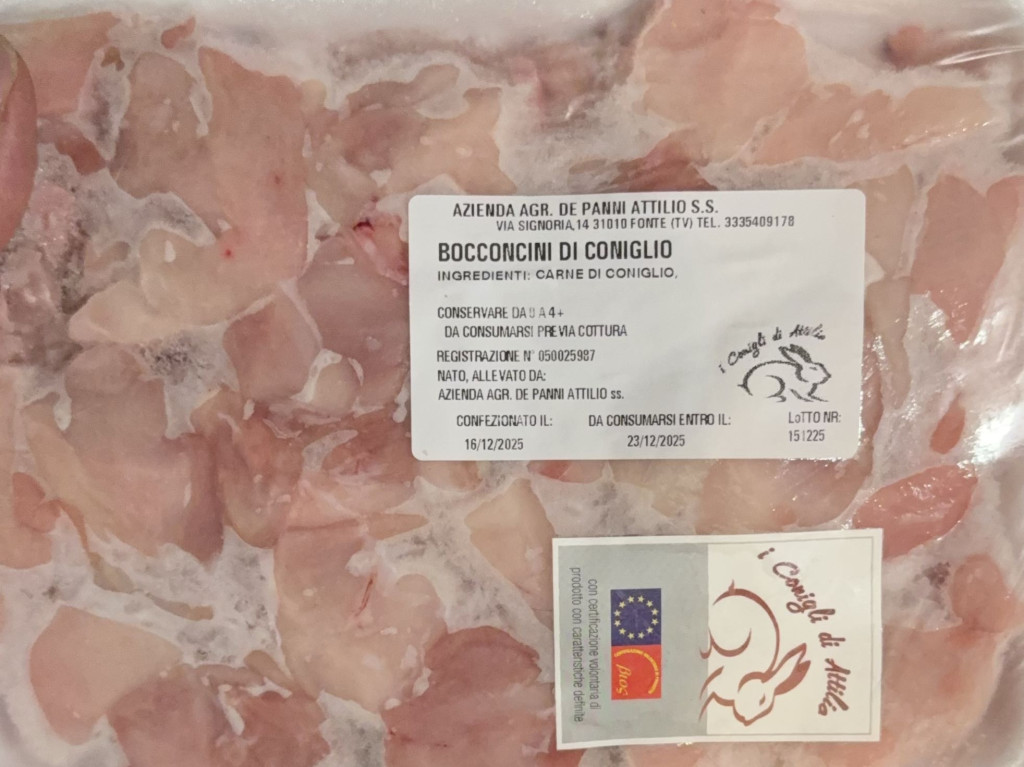 AZIENDA AGR. DE PANNI ATTILIO S.S.
VIA SIGNORIA,14 31010 FONTE (TV) TEL. 3335409178
BOCCONCINI DI CONIGLIO
INGREDIENTI: CARNE DI CONIGLIO,
CONSERVARE DA 0 A 4+
DA CONSUMARSI PREVIA COTTURA
REGISTRAZIONE N° 050025987
NATO, ALLEVATO DA:
AZIENDA AGR. DE PANNI ATTILIO ss.
i Conigli di Attilio
CONFEZIONATO IL: DA CONSUMARSI ENTRO IL: LOTTO NR:
16/12/2025 23/12/2025 151225
i Conigli di Attilio
βιος
con certificazione volontaria di
prodotto con caratteristiche definite